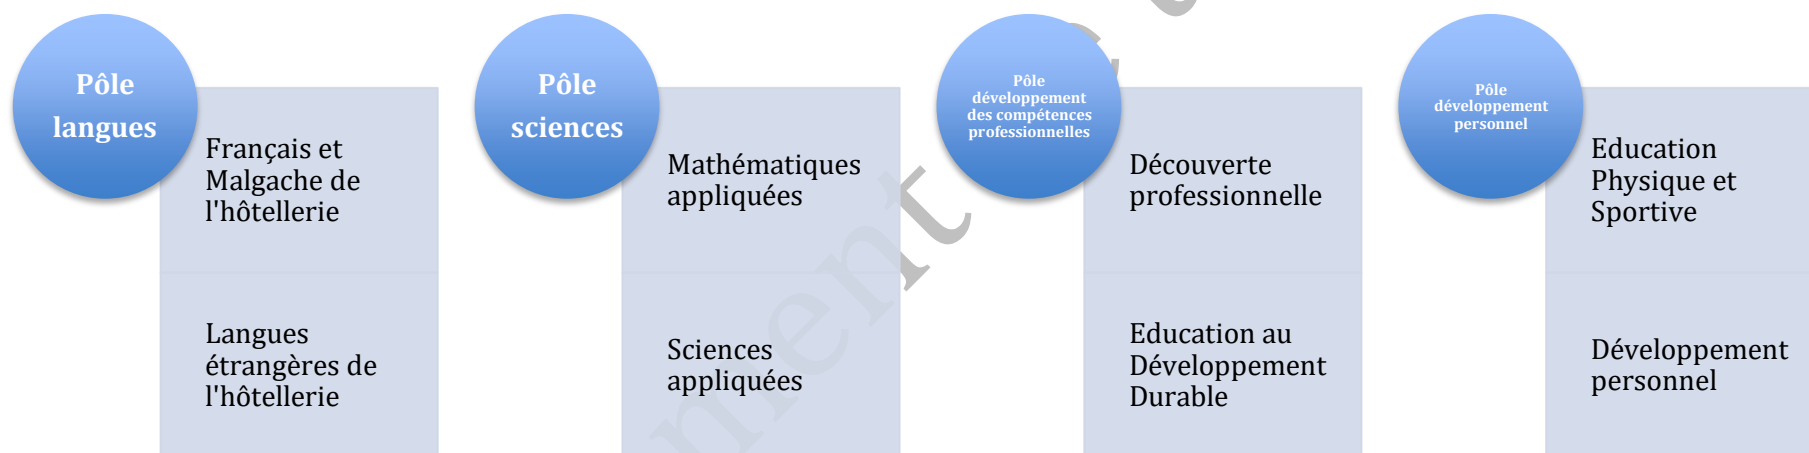 Pôle
langues
Français et
Malgache de
l'hôtellerie
Langues
étrangères de
l'hôtellerie
Pôle
sciences
Mathématiques
appliquées
Sciences
appliquées
Pôle
développement
des compétences
professionnelles
Découverte
professionnelle
Education au
Développement
Durable
Pôle
développement
personnel
Education
Physique et
Sportive
Développement
personnel
ment